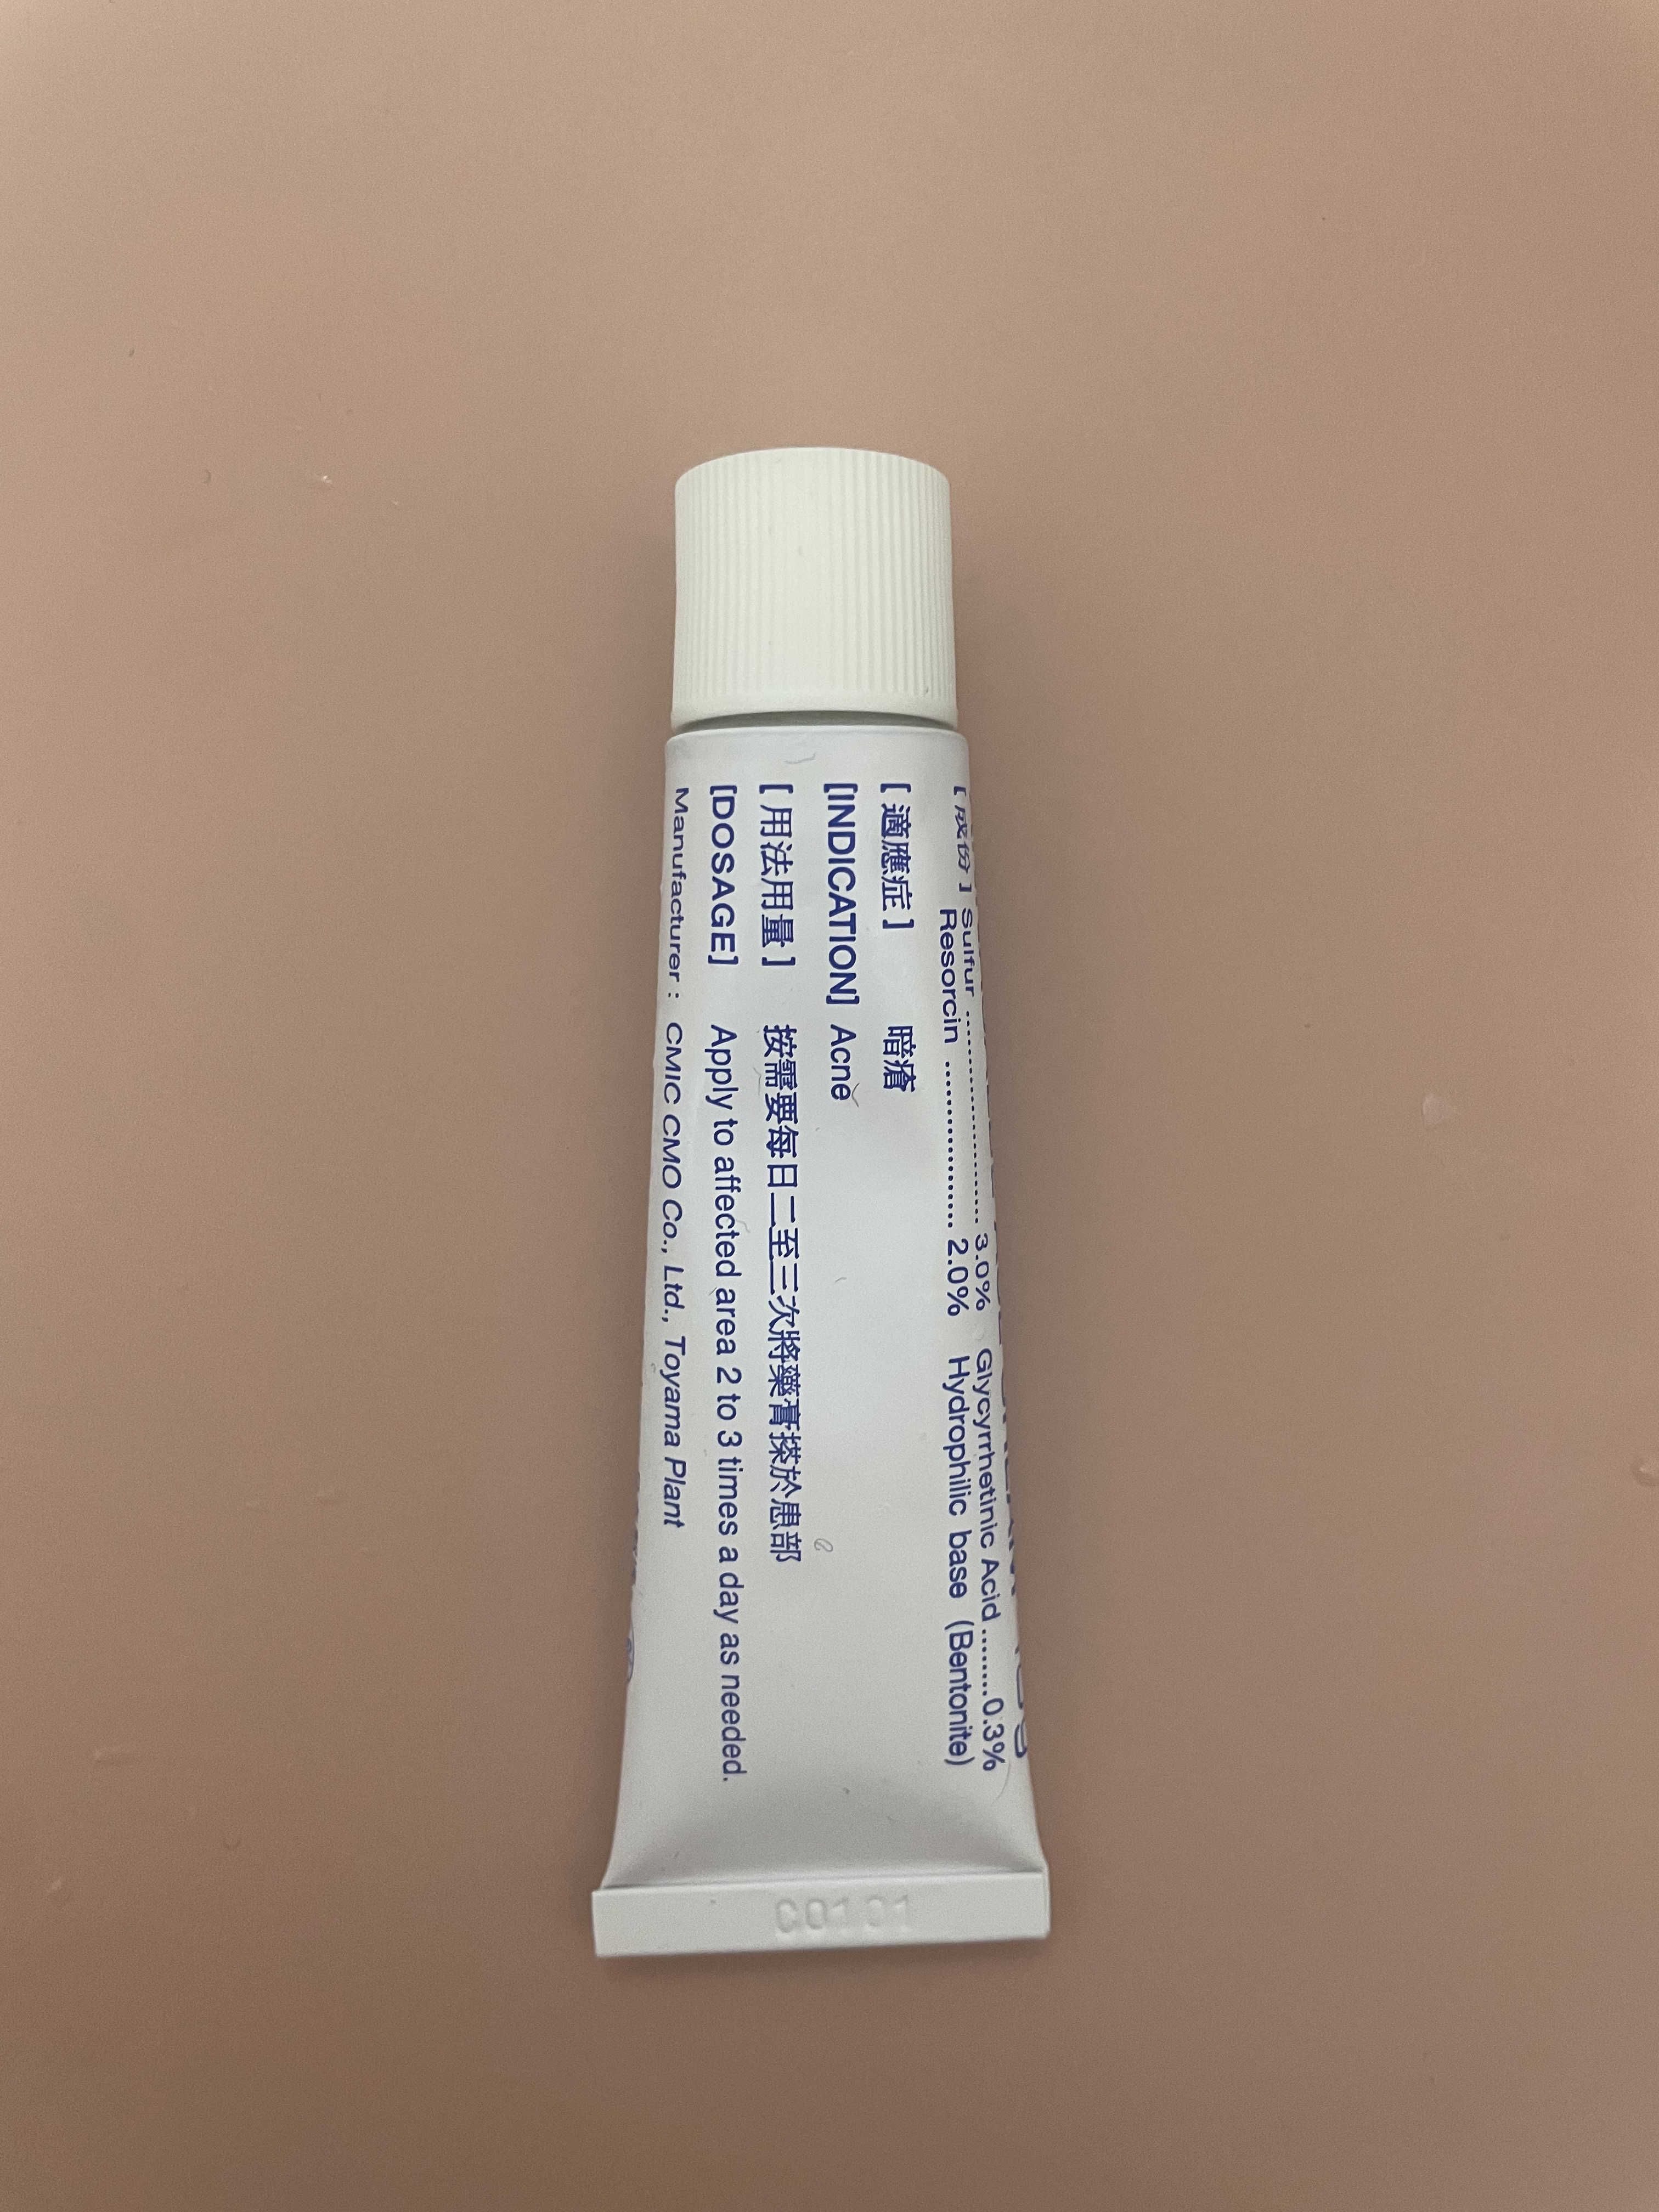 [ 成份 ] Sulfur ........................ 3.0% Glycyrrhetinic Acid ........0.3%
Resorcin .................. 2.0% Hydrophilic base (Bentonite)
[ 適應症 ] 暗瘡
[INDICATION] Acne
[ 用法用量 ] 按需要每日二至三次將藥膏搽於患部
[DOSAGE] Apply to affected area 2 to 3 times a day as needed.
Manufacturer : CMIC CMO Co., Ltd., Toyama Plant
C0101